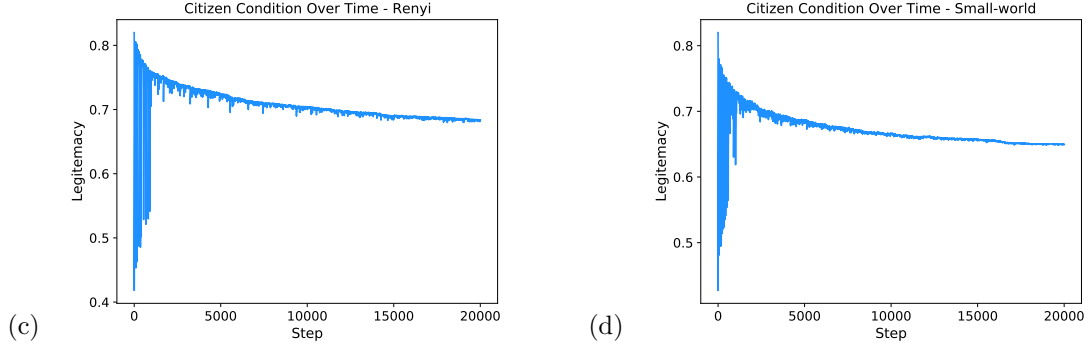 Citizen Condition Over Time - Renyi
0.8
0.7
0.6
0.5
0.4
Legitemacy
0
5000
10000
15000
20000
Step
(c)
Citizen Condition Over Time - Small-world
0.8
0.7
0.6
0.5
Legitemacy
0
5000
10000
15000
20000
Step
(d)